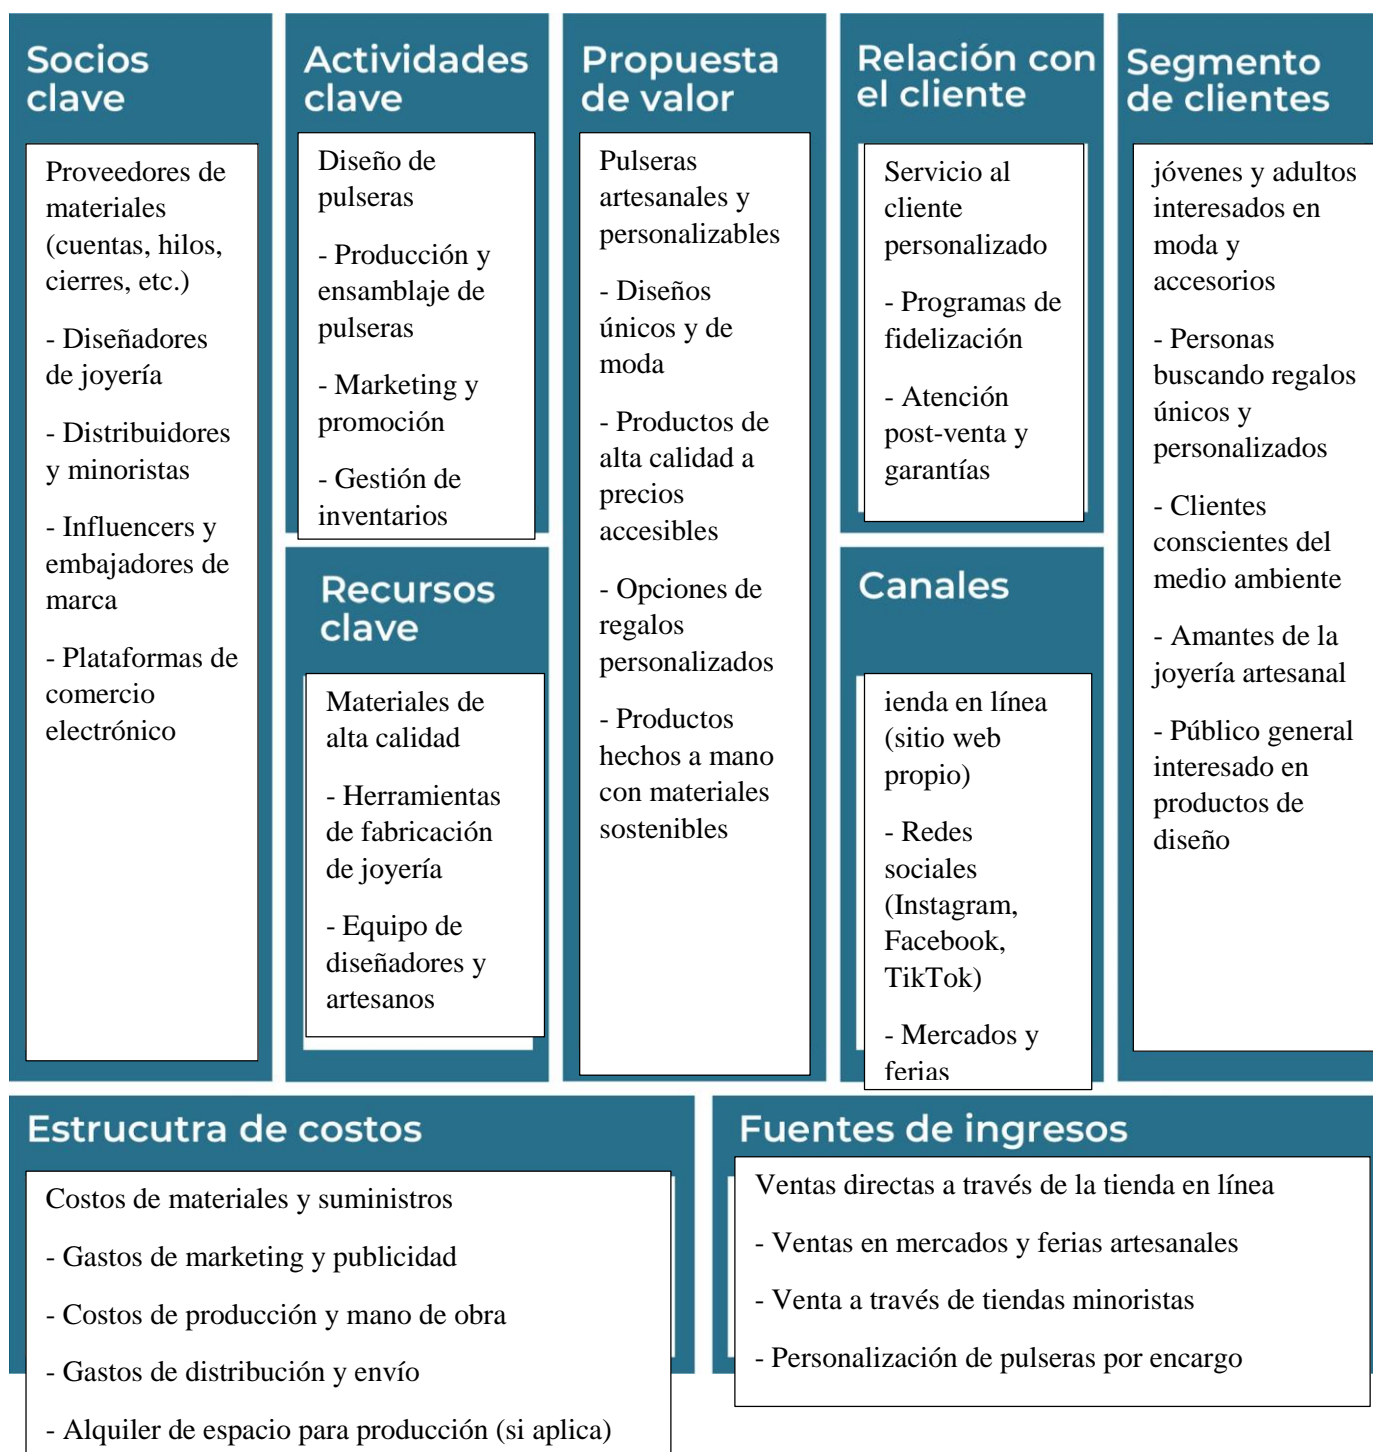 Socios
clave
Proveedores de
materiales
(cuentas, hilos,
cierres, etc.)
- Diseñadores
de joyería
- Distribuidores
y minoristas
- Influencers y
embajadores de
marca
- Plataformas de
comercio
electrónico
Actividades
clave
Diseño de
pulseras
- Producción y
ensamblaje de
pulseras
- Marketing y
promoción
- Gestión de
inventarios
Recursos
clave
Materiales de
alta calidad
- Herramientas
de fabricación
de joyería
- Equipo de
diseñadores y
artesanos
Propuesta
de valor
Pulseras
artesanales y
personalizables
- Diseños
únicos y de
moda
- Productos de
alta calidad a
precios
accesibles
- Opciones de
regalos
personalizados
- Productos
hechos a mano
con materiales
sostenibles
Relación con
el cliente
Servicio al
cliente
personalizado
- Programas de
fidelización
- Atención
post-venta y
garantías
Canales
ienda en línea
(sitio web
propio)
- Redes
sociales
(Instagram,
Facebook,
TikTok)
- Mercados y
ferias
Segmento
de clientes
jóvenes y adultos
interesados en
moda y
accesorios
- Personas
buscando regalos
únicos y
personalizados
- Clientes
conscientes del
medio ambiente
- Amantes de la
joyería artesanal
- Público general
interesado en
productos de
diseño
Estrucutra de costos
Costos de materiales y suministros
- Gastos de marketing y publicidad
- Costos de producción y mano de obra
- Gastos de distribución y envío
- Alquiler de espacio para producción (si aplica)
Fuentes de ingresos
Ventas directas a través de la tienda en línea
- Ventas en mercados y ferias artesanales
- Venta a través de tiendas minoristas
- Personalización de pulseras por encargo